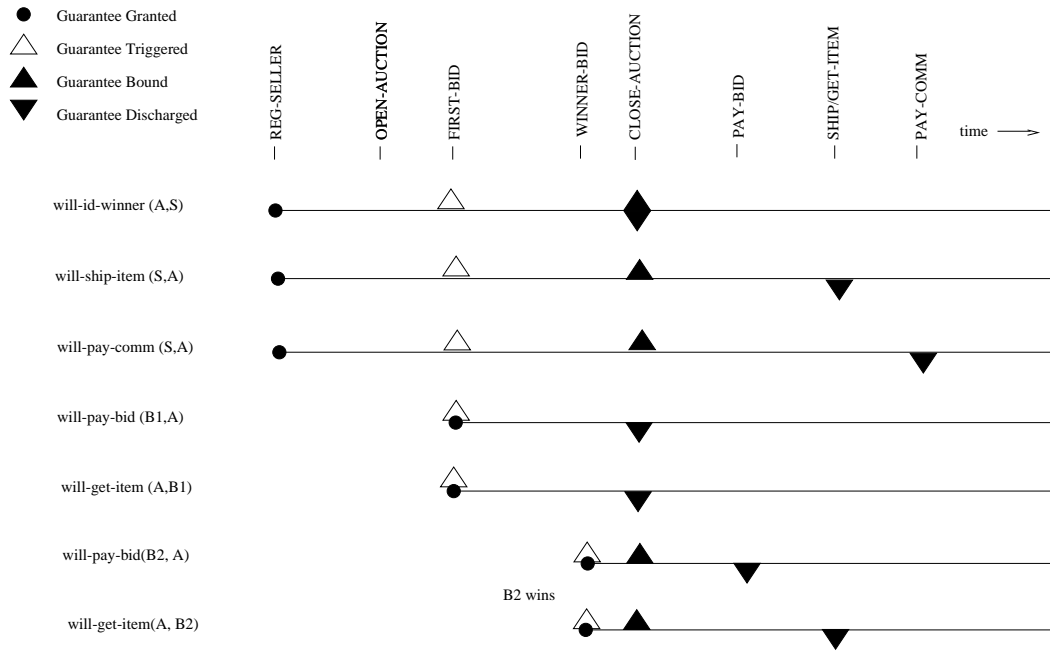 Guarantee Granted
Guarantee Triggered
Guarantee Bound
Guarantee Discharged
REG-SELLER
OPEN-AUCTION
FIRST-BID
WINNER-BID
CLOSE-AUCTION
PAY-BID
SHIP/GET-ITEM
PAY-COMM
time
will-id-winner (A,S)
will-ship-item (S,A)
will-pay-comm (S,A)
will-pay-bid (B1,A)
will-get-item (A,B1)
will-pay-bid(B2, A)
B2 wins
will-get-item(A, B2)